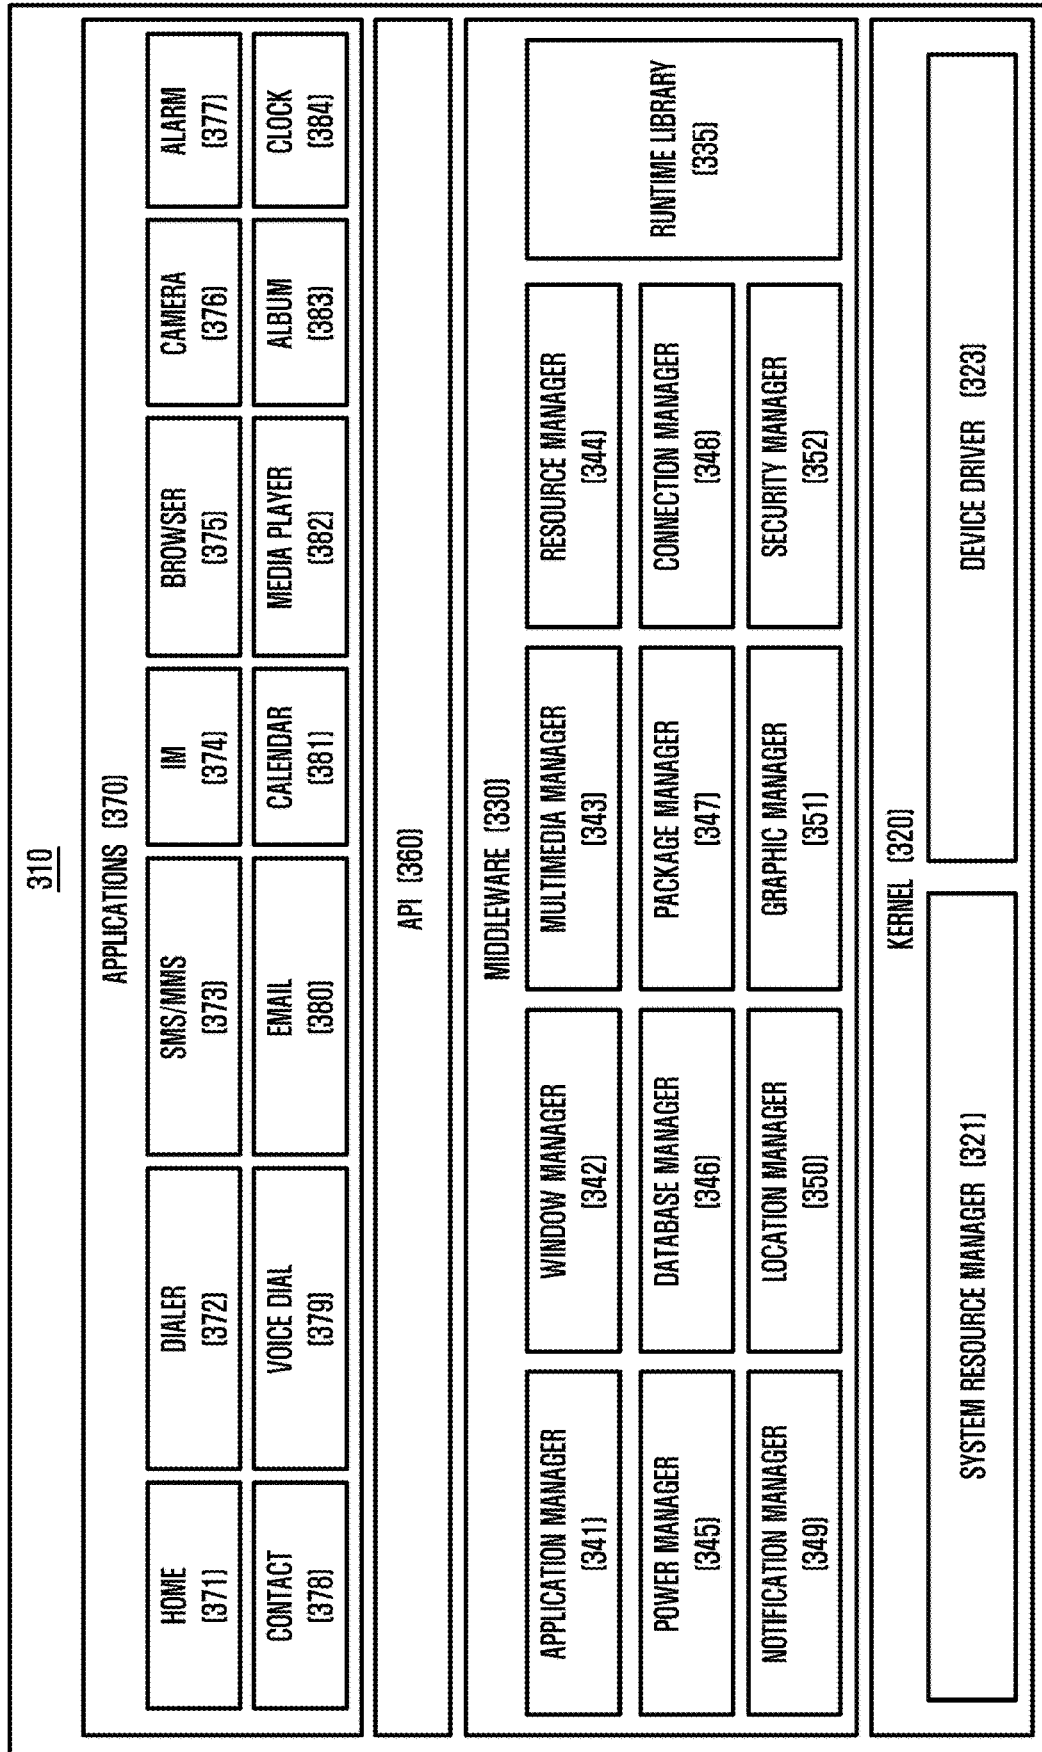 310
APPLICATIONS (370)
HOME
(371)
DIALER
(372)
SMS/MMS
(373)
IM
(374)
BROWSER
(375)
CAMERA
(376)
ALARM
(377)
CONTACT
(378)
VOICE DIAL
(379)
EMAIL
(380)
CALENDAR
(381)
MEDIA PLAYER
(382)
ALBUM
(383)
CLOCK
(384)
API (360)
MIDDLEWARE (330)
APPLICATION MANAGER
(341)
WINDOW MANAGER
(342)
MULTIMEDIA MANAGER
(343)
RESOURCE MANAGER
(344)
POWER MANAGER
(345)
DATABASE MANAGER
(346)
PACKAGE MANAGER
(347)
CONNECTION MANAGER
(348)
NOTIFICATION MANAGER
(349)
LOCATION MANAGER
(350)
GRAPHIC MANAGER
(351)
SECURITY MANAGER
(352)
RUNTIME LIBRARY
(335)
KERNEL (320)
SYSTEM RESOURCE MANAGER (321)
DEVICE DRIVER (323)